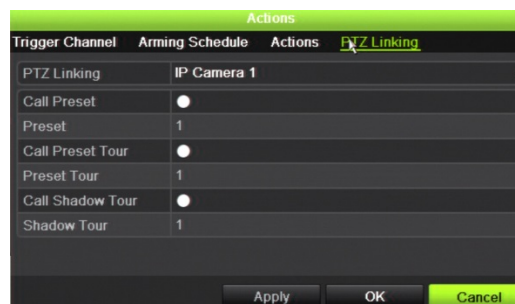 Actions
Trigger Channel Arming Schedule Actions PTZ Linking
PTZ Linking IP Camera 1
Call Preset
Preset 1
Call Preset Tour
Preset Tour 1
Call Shadow Tour
Shadow Tour 1
Apply OK Cancel